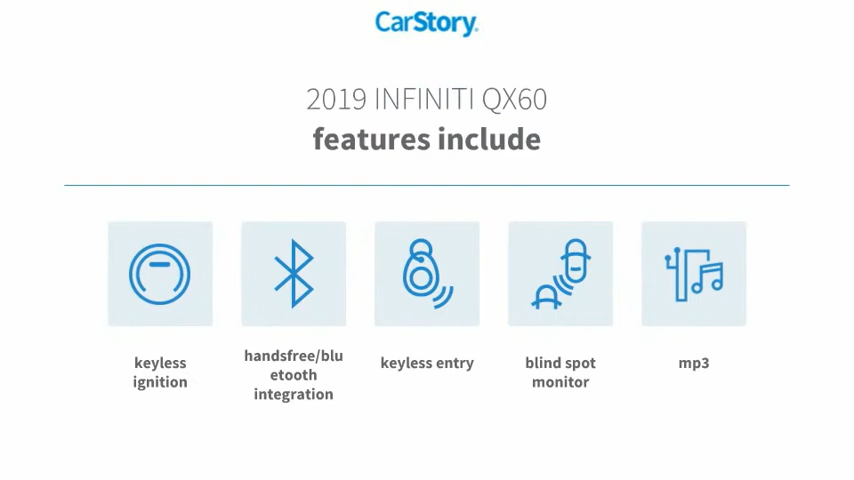 CarStory.
2019 INFINITI QX60
features include
keyless
ignition
handsfree/blu
etooth
integration
keyless entry
blind spot
monitor
mp3